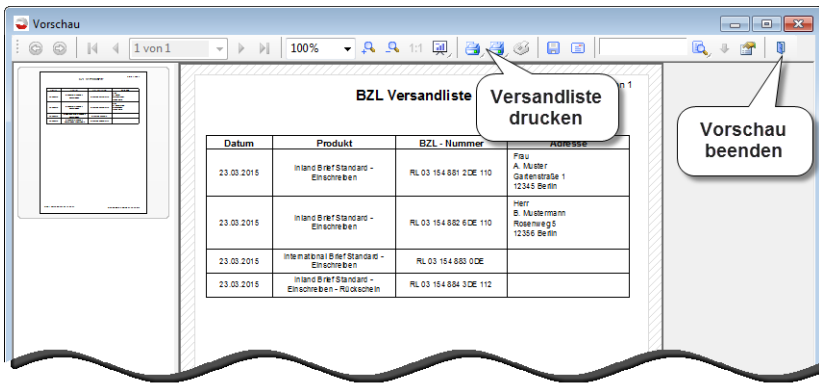 Vorschau
1 von 1
100%
1:1
BZL Versandliste
n 1
Versandliste
drucken
Vorschau
beenden
Datum Produkt BZL - Nummer Adresse
23.03.2015 Inland Brief Standard -
Einschreiben RL 03 154 881 2DE 110 Frau
A. Muster
Gartenstraße 1
12345 Berlin
23.03.2015 Inland Brief Standard -
Einschreiben RL 03 154 882 6DE 110 Herr
B. Mustermann
Rosenweg 5
12356 Berlin
23.03.2015 International Brief Standard -
Einschreiben RL 03 154 883 0DE
23.03.2015 Inland Brief Standard -
Einschreiben - Rückschein RL 03 154 884 3DE 112